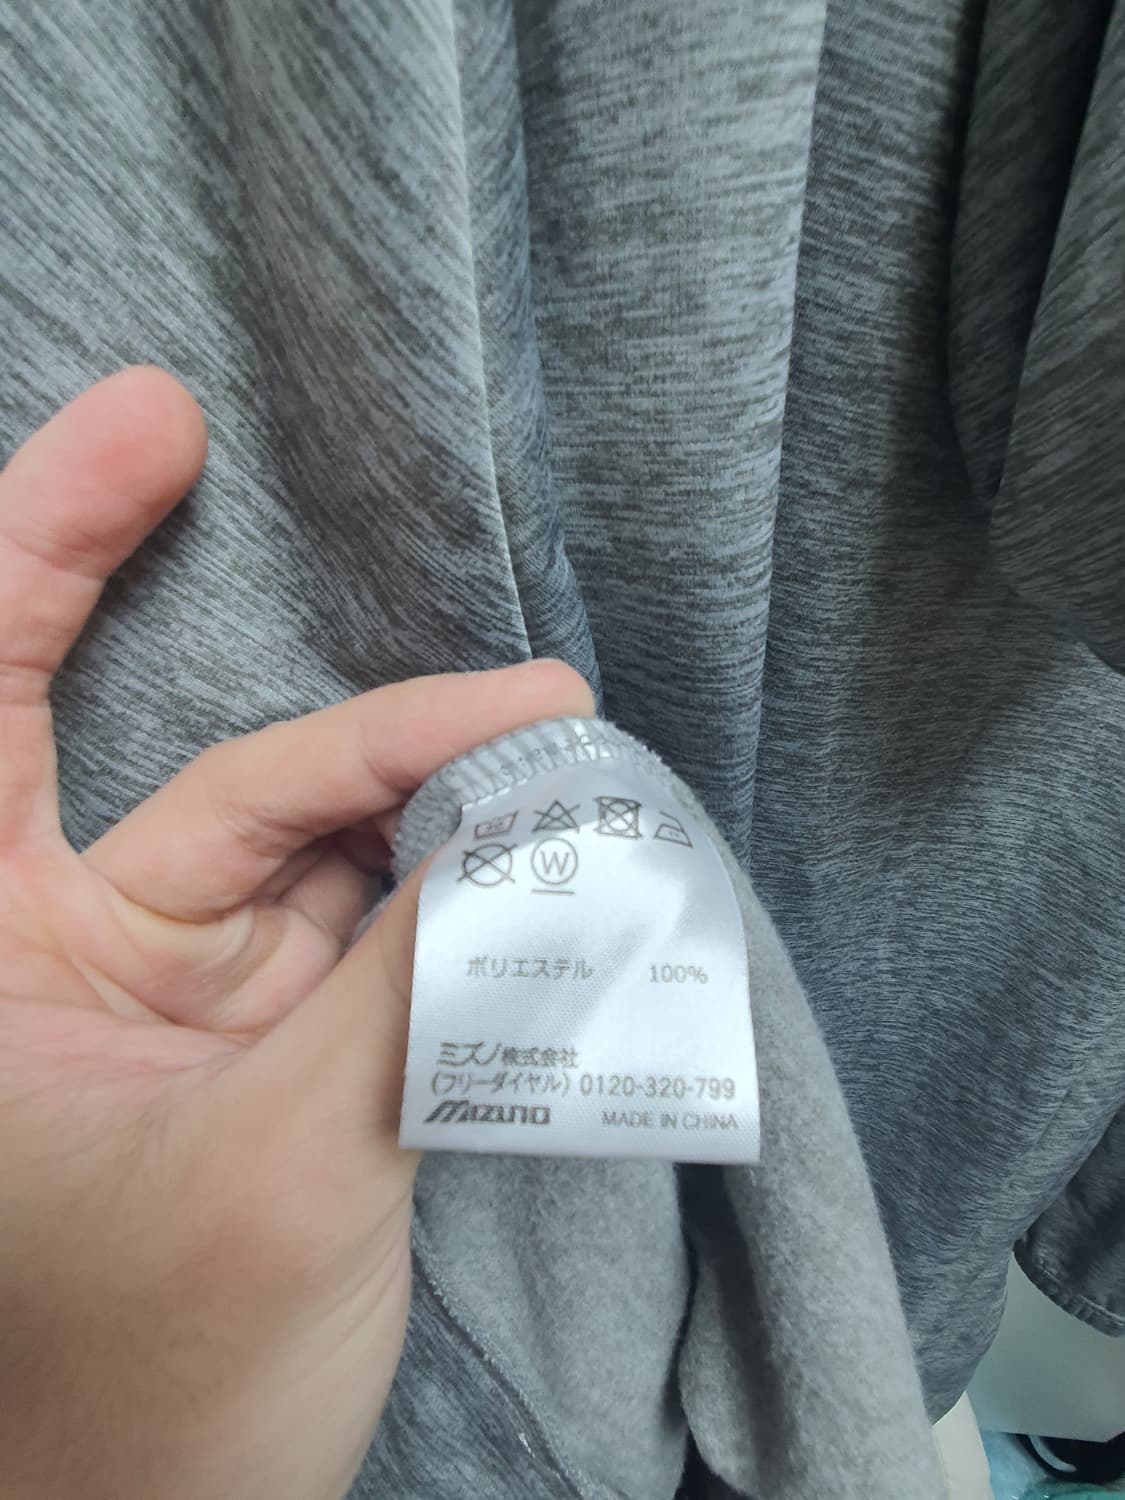 W
ポリエステル 100%
ミズノ株式会社
(フリーダイヤル) 0120-320-799
MIZUNO MADE IN CHINA